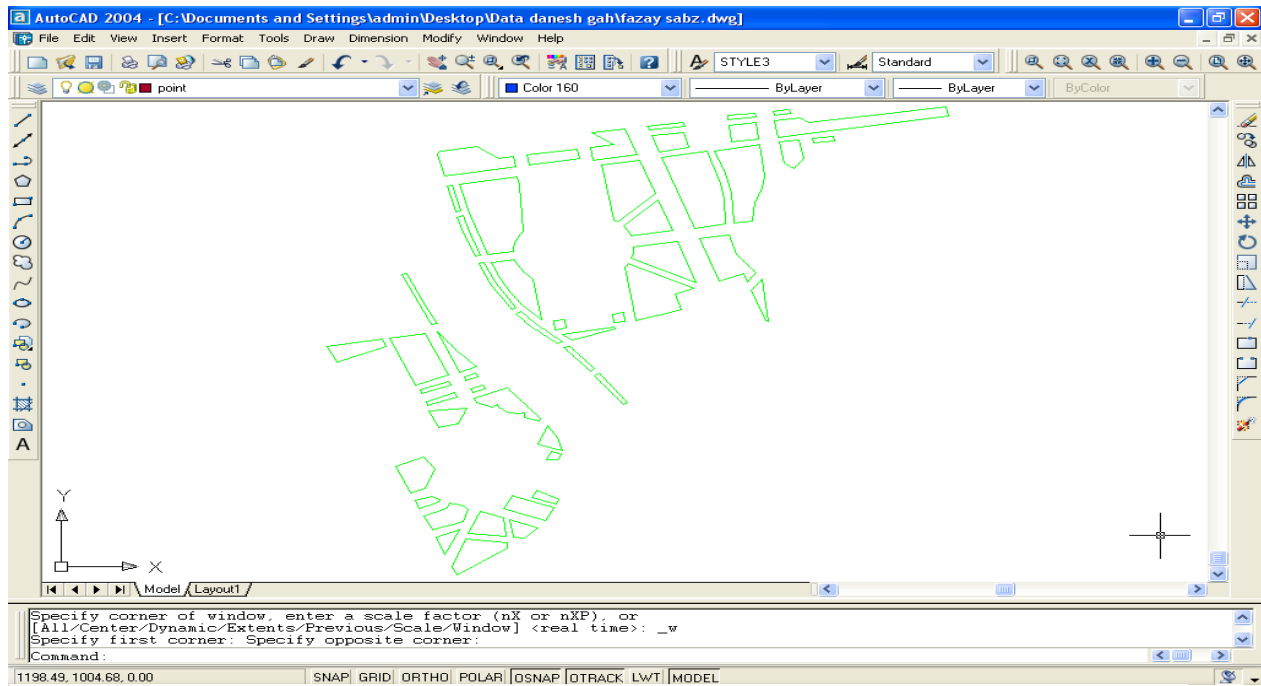 AutoCAD 2004 - [C:\Documents and Settings\admin\Desktop\Data danesh gah\fazay sabz.dwg]
File Edit View Insert Format Tools Draw Dimension Modify Window Help
STYLE3 Standard
point Color 160 ByLayer ByLayer ByColor
A
Y
X
Model Layout1
Specify corner of window, enter a scale factor (nX or nXP), or
[All/Center/Dynamic/Extents/Previous/Scale/Window] <real time>: _w
Specify first corner: Specify opposite corner:
Command:
1198.49, 1004.68, 0.00 SNAP GRID ORTHO POLAR OSNAP OTRACK LWT MODEL